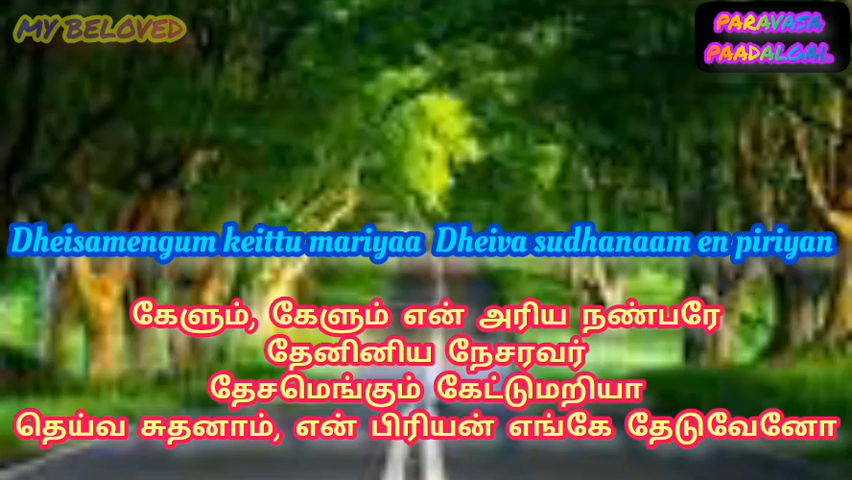 MY BELOVED
PARAVASA
PAADALGAL
Dheisamengum keittu mariyaa Dheiva sudhanaam en piriyan
கேளும், கேளும் என் அரிய நண்பரே
தேனினிய நேசரவர்
தேசமெங்கும் கேட்டுமறியா
தெய்வ சுதனாம், என் பிரியன் எங்கே தேடுவேனோ